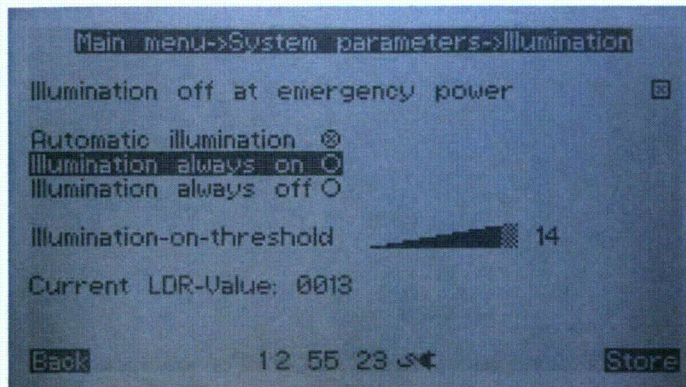 Main menu->System parameters->Illumination
Illumination off at emergency power
Automatic illumination
Illumination always on
Illumination always off
Illumination-on-threshold 14
Current LDR-Value: 0013
Back 12 55 23 Store